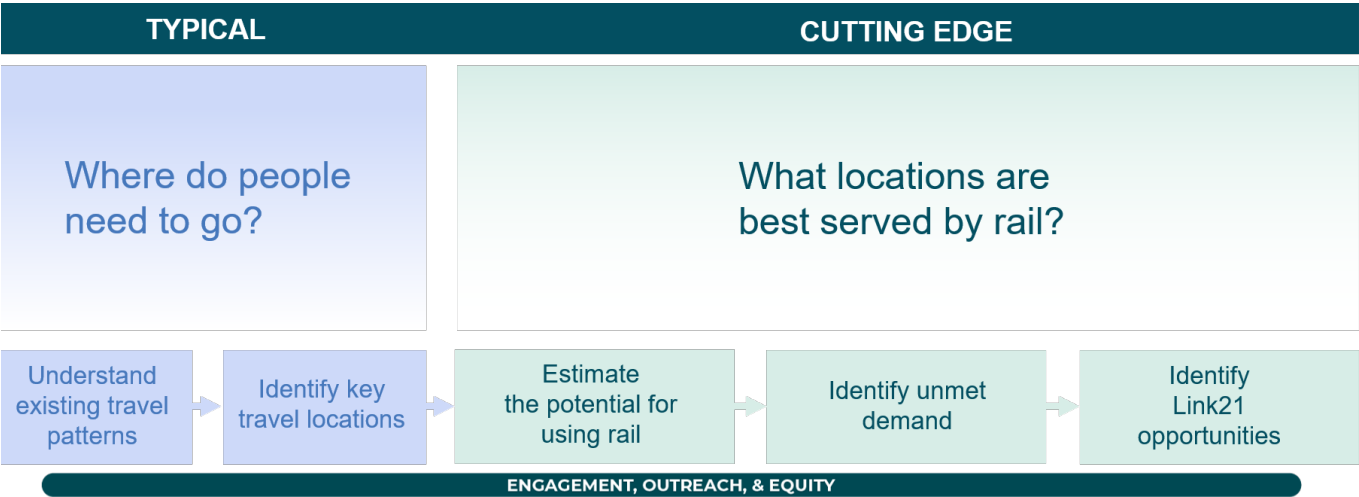 TYPICAL
CUTTING EDGE
Where do people
need to go?
What locations are
best served by rail?
Understand
existing travel
patterns
Identify key
travel locations
Estimate
the potential for
using rail
Identify unmet
demand
Identify
Link21
opportunities
ENGAGEMENT, OUTREACH, & EQUITY